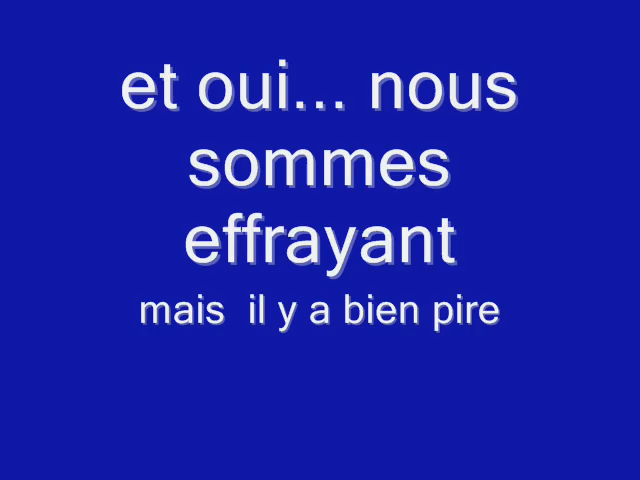 et oui... nous
sommes
effrayant
mais  il y a bien pire